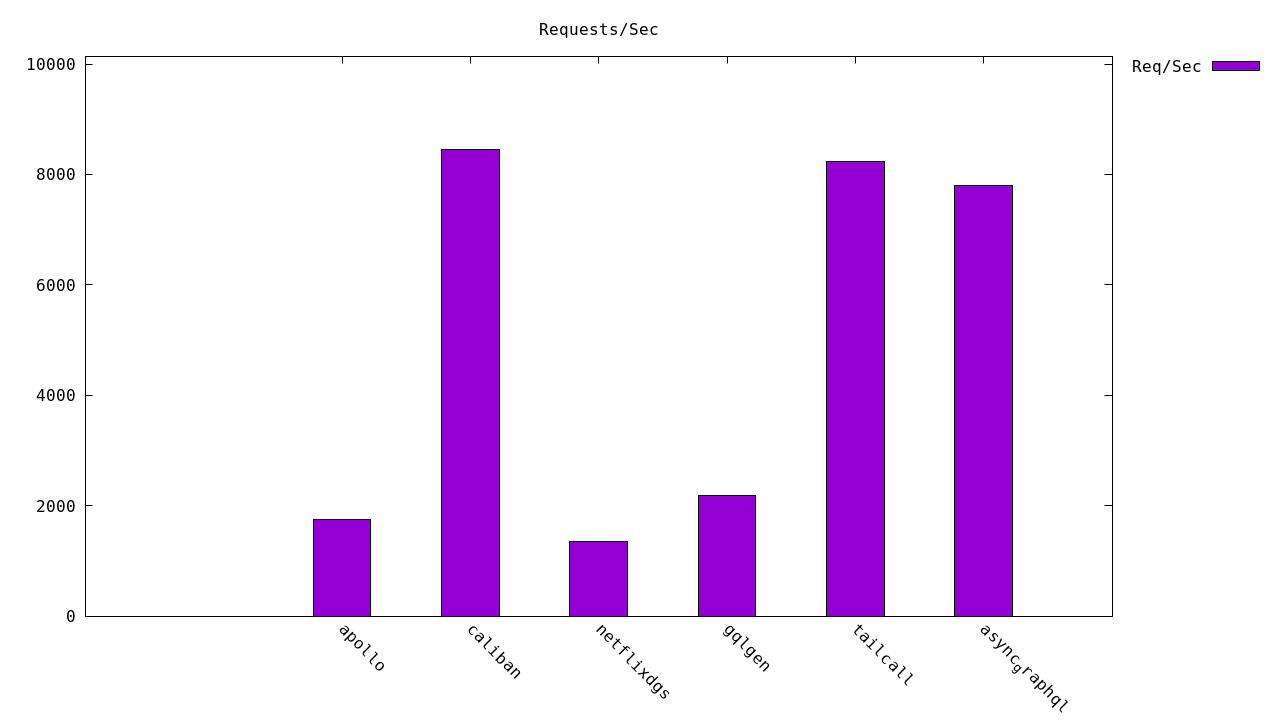 Requests/Sec
Req/Sec
10000
8000
6000
4000
2000
0
apollo
caliban
netflixdgs
gqlgen
tailcall
async_graphql